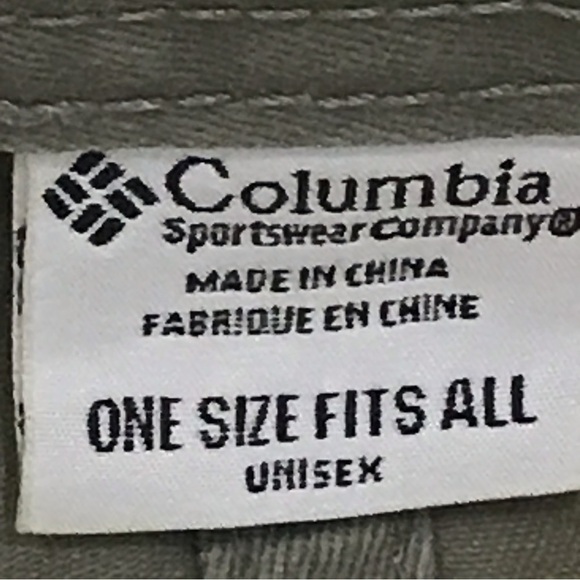 Columbia
Sportswear Company®
MADE IN CHINA
FABRIQUE EN CHINE
ONE SIZE FITS ALL
UNISEX